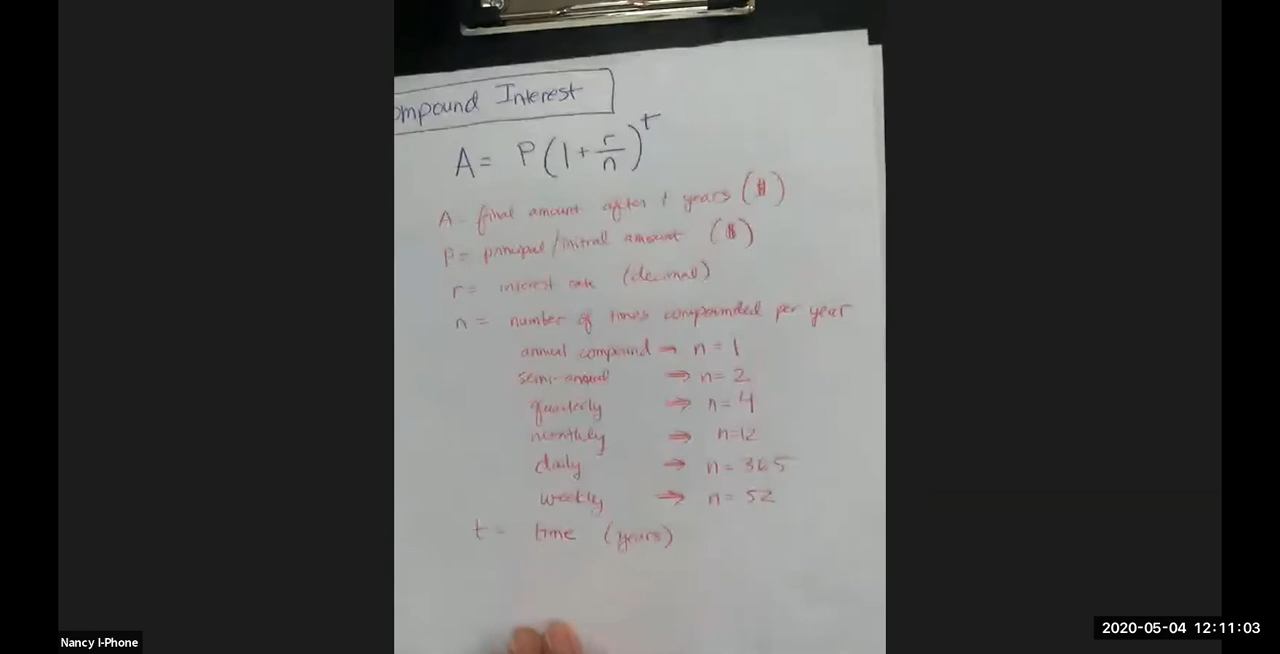 ompound Interest
A = P(1 + r/n)^t
A - final amount after t years ($)
P = principal/initial amount ($)
r = interest rate (decimal)
n = number of times compounded per year
annual compound → n = 1
semi-annual ⇒ n = 2
quarterly ⇒ n = 4
monthly ⇒ n=12
daily → n = 365
weekly ⇒ n = 52
t = time (years)
Nancy I-Phone
2020-05-04 12:11:03